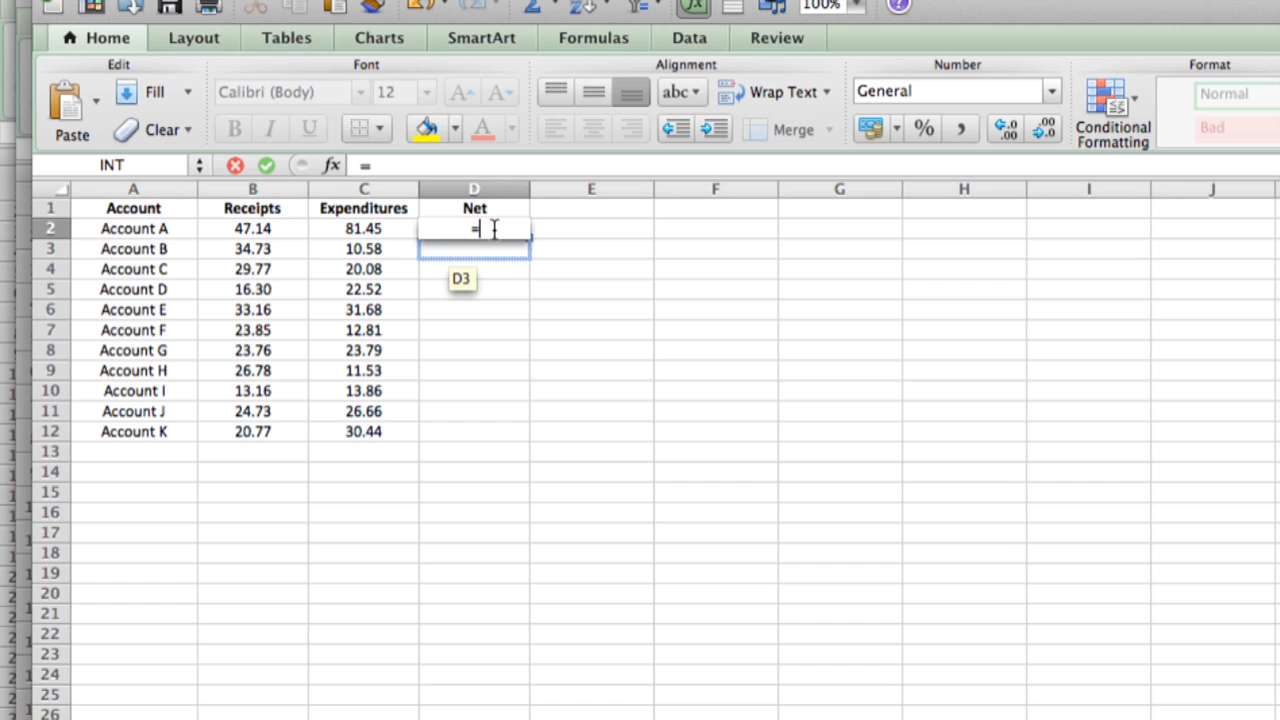 100%
Home Layout Tables Charts SmartArt Formulas Data Review
Edit Font Alignment Number Format
Fill Calibri (Body) 12 A A abc Wrap Text General Normal
Paste Clear B I U A Merge % Conditional Formatting Bad
INT fx =
A B C D E F G H I J
1 Account Receipts Expenditures Net
2 Account A 47.14 81.45 =
3 Account B 34.73 10.58
4 Account C 29.77 20.08 D3
5 Account D 16.30 22.52
6 Account E 33.16 31.68
7 Account F 23.85 12.81
8 Account G 23.76 23.79
9 Account H 26.78 11.53
10 Account I 13.16 13.86
11 Account J 24.73 26.66
12 Account K 20.77 30.44
13
14
15
16
17
18
19
20
21
22
23
24
25
26